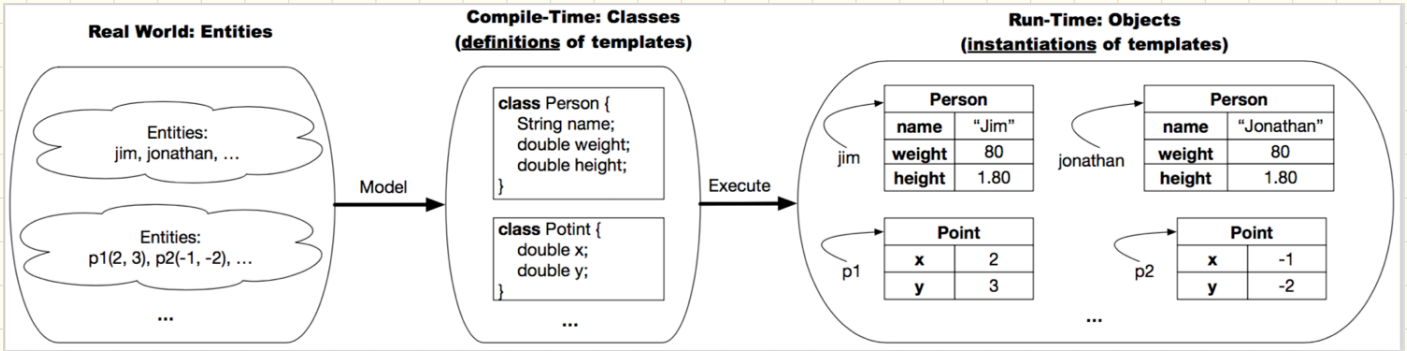 Real World: Entities
Entities:
jim, jonathan, ...
Entities:
p1(2, 3), p2(-1, -2), ...
...
Model
Compile-Time: Classes
(definitions of templates)
class Person {
String name;
double weight;
double height;
}
class Potint {
double x;
double y;
}
...
Execute
Run-Time: Objects
(instantiations of templates)
jim
Person
name “Jim”
weight 80
height 1.80
jonathan
Person
name “Jonathan”
weight 80
height 1.80
p1
Point
x 2
y 3
p2
Point
x -1
y -2
...